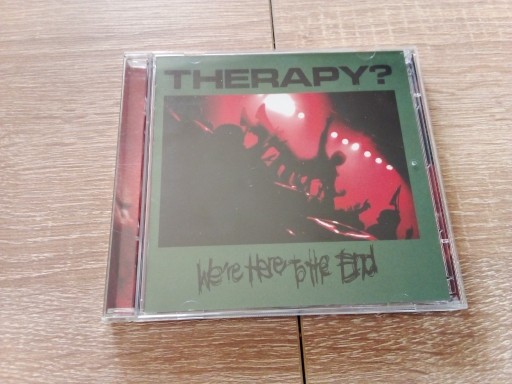 THERAPY?
We're Here To The End